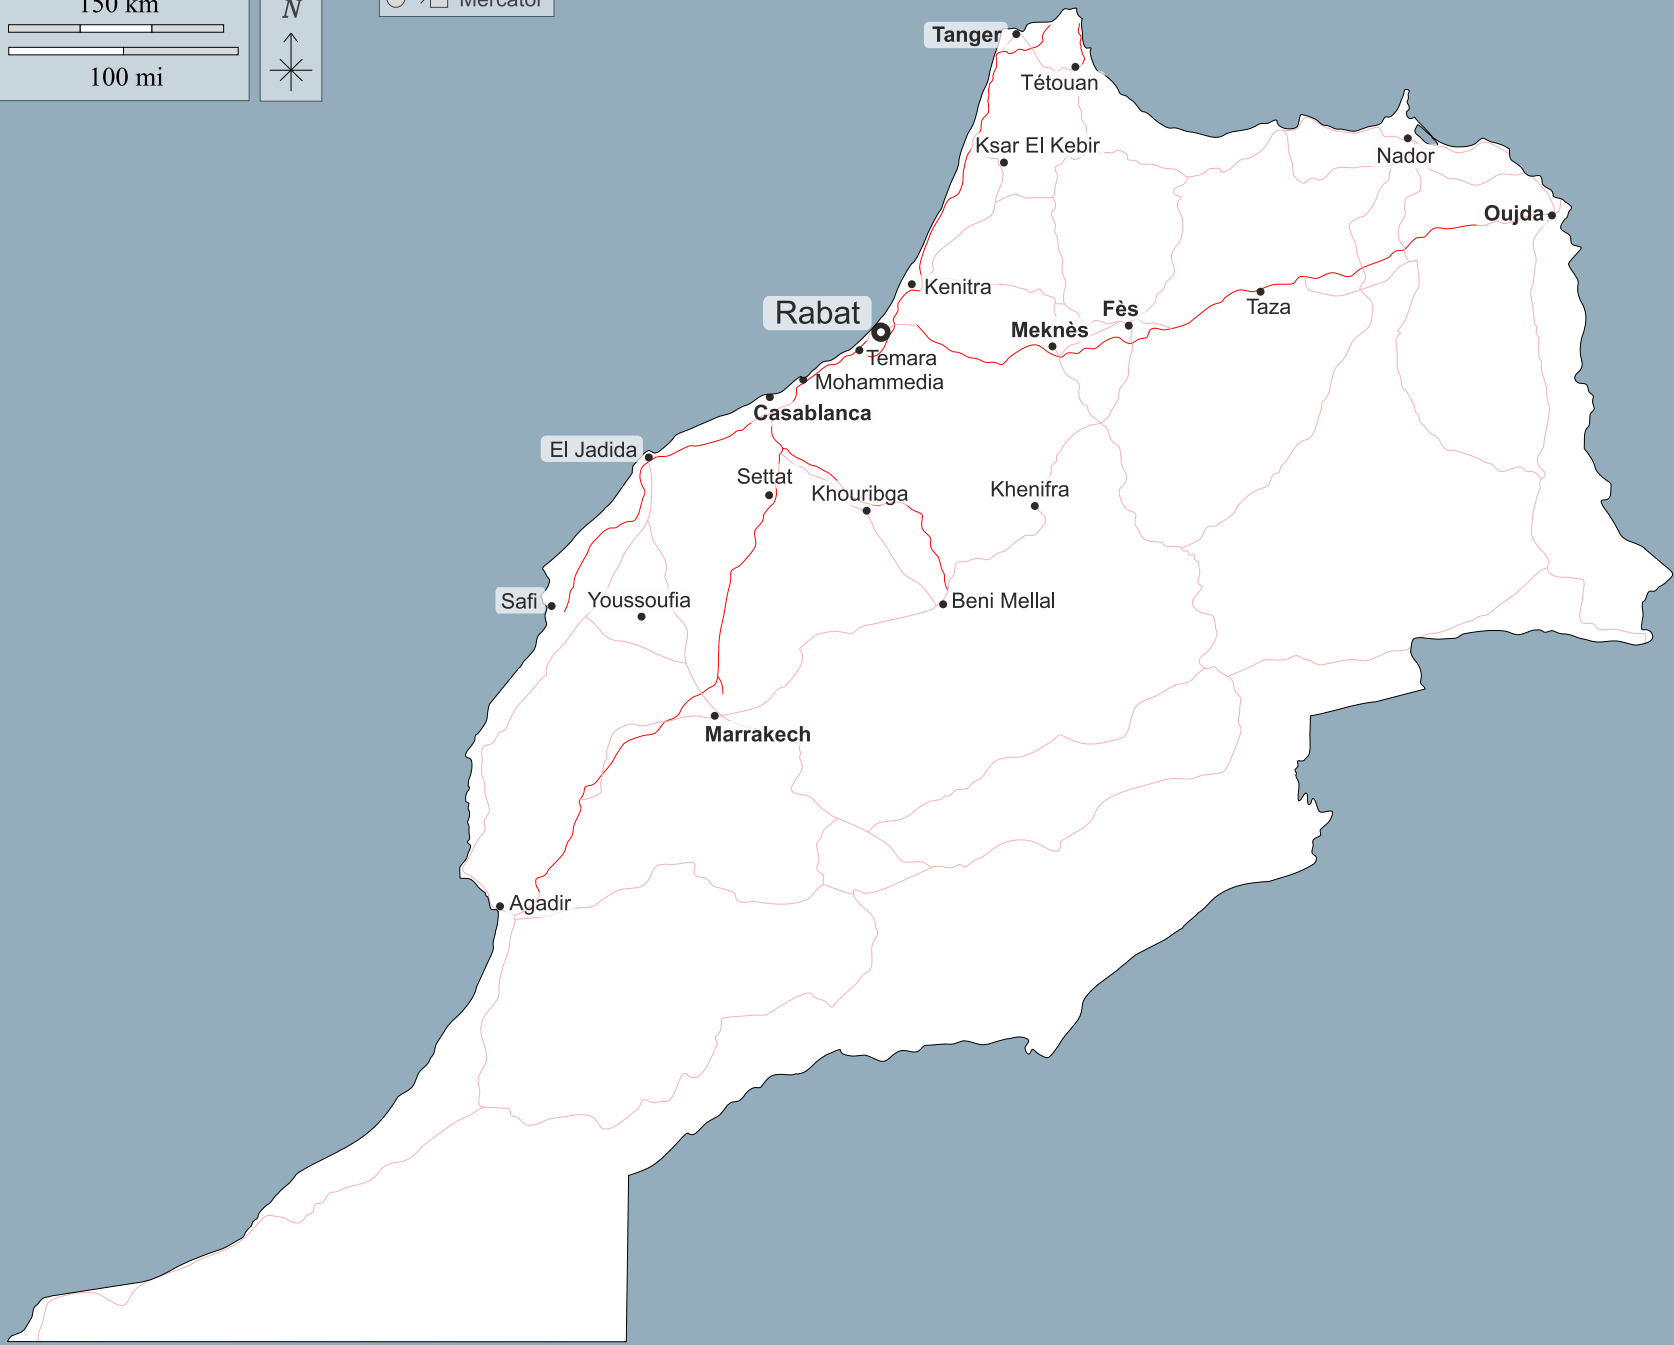 150 km
100 mi
N
Mercator
Tanger
Tétouan
Ksar El Kebir
Nador
Oujda
Kenitra
Rabat
Fès
Taza
Meknès
Temara
Mohammedia
Casablanca
El Jadida
Settat
Khouribga
Khenifra
Safi
Youssoufia
Beni Mellal
Marrakech
Agadir